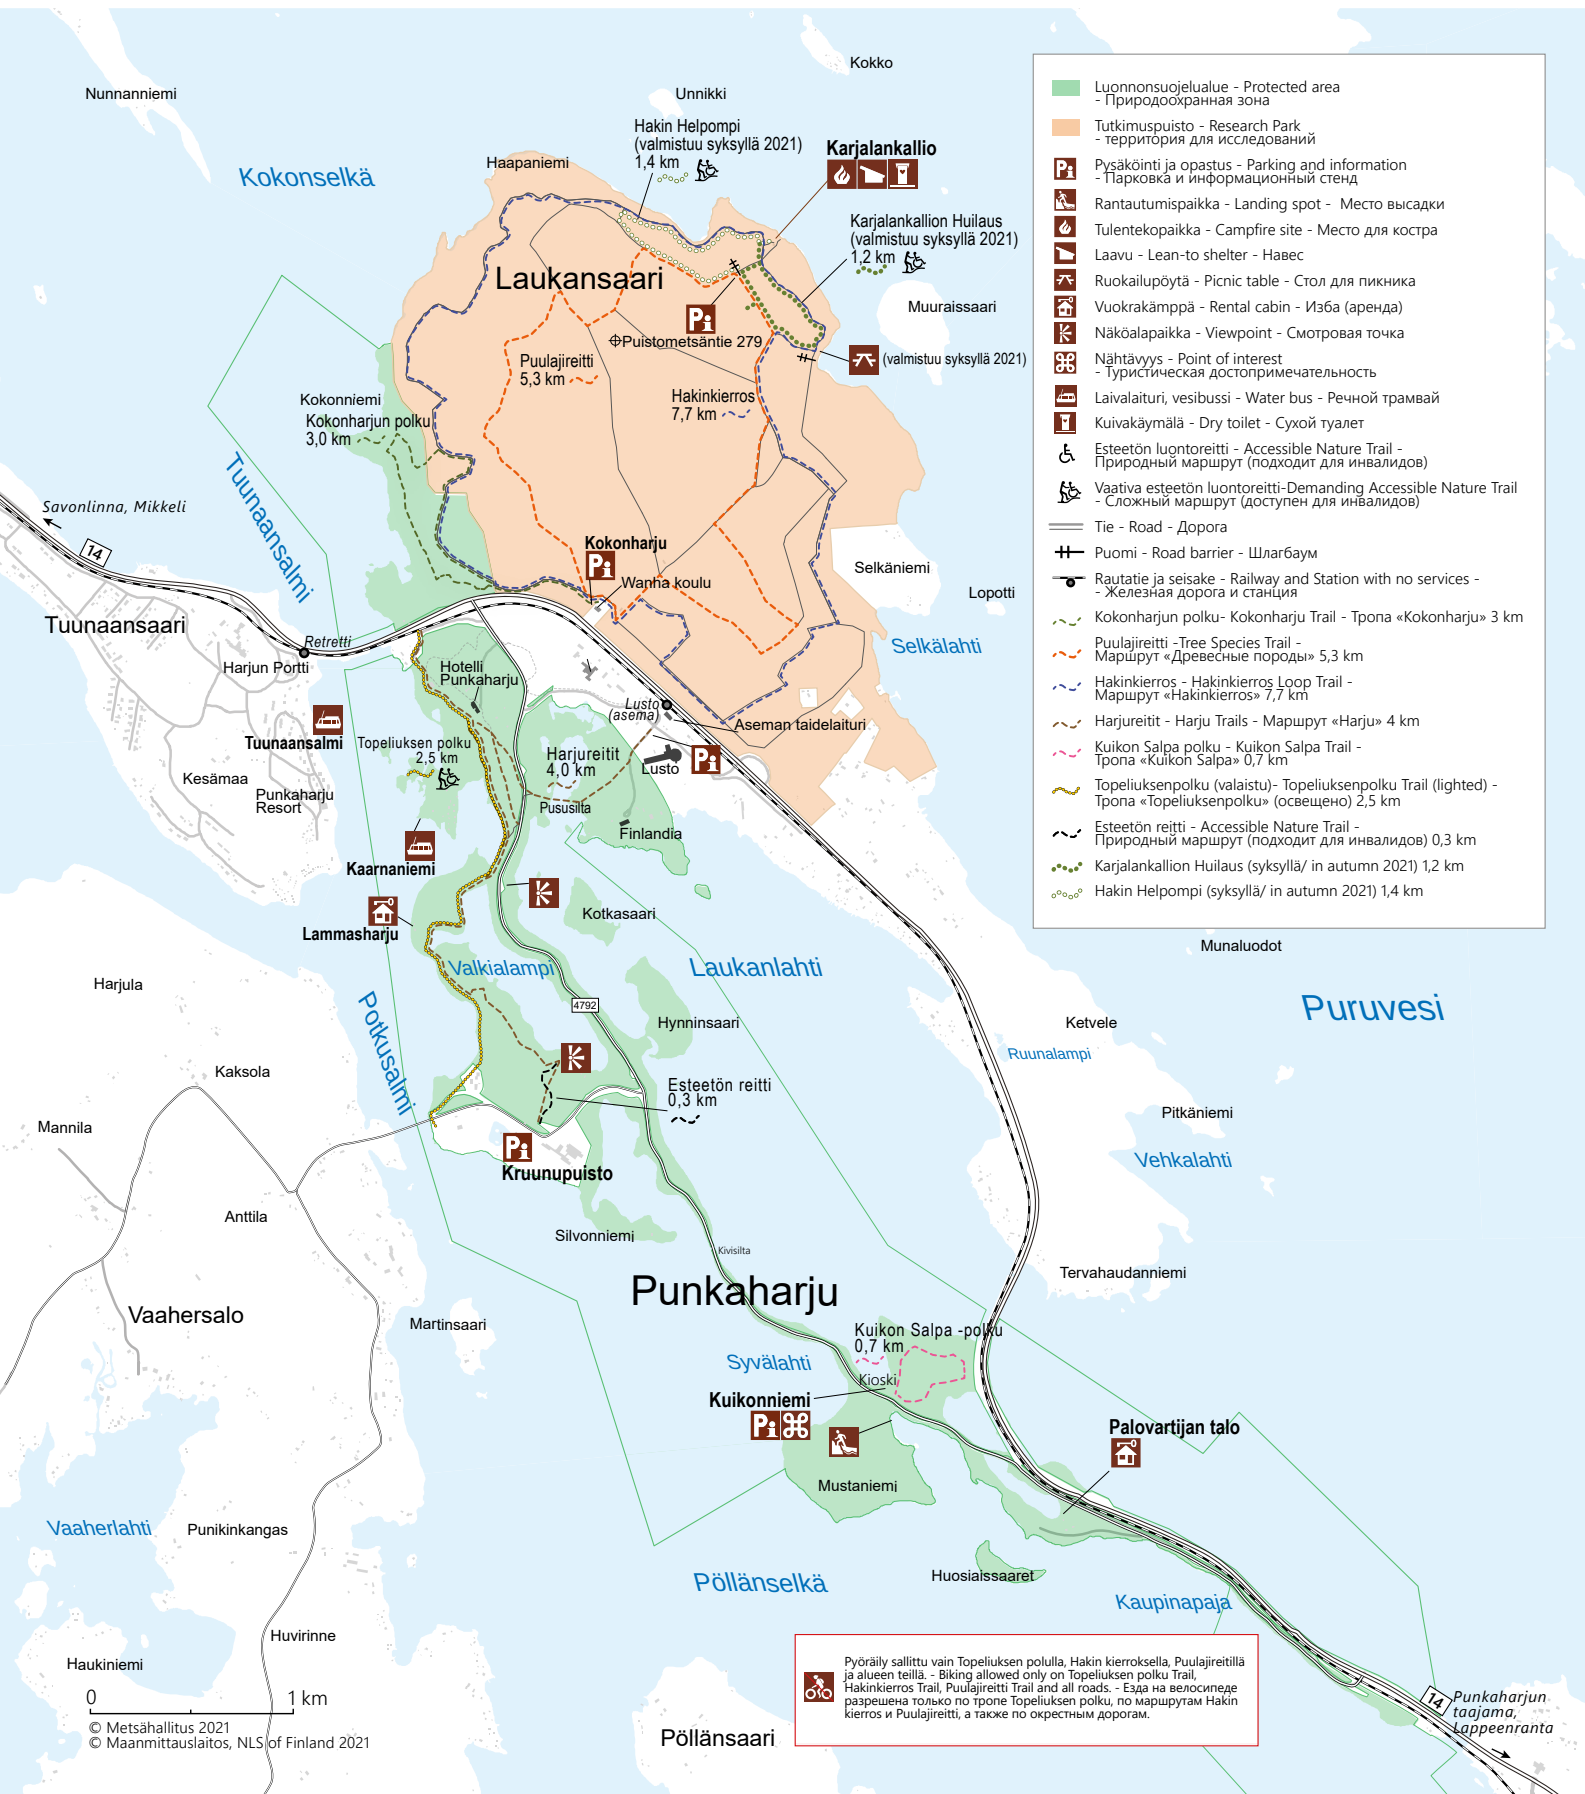 Kokko
Nunnanniemi
Unnikki
Hakin Helpompi
(valmistuu syksyllä 2021)
1,4 km
Karjalankallio
Haapaniemi
Kokonselkä
Karjalankallion Huilaus
(valmistuu syksyllä 2021)
1,2 km
Laukansaari
Muuraissaari
Pi
Puistometsäntie 279
(valmistuu syksyllä 2021)
Puulajireitti
5,3 km
Hakinkierros
7,7 km
Kokonniemi
Kokonharjun polku
3,0 km
Tuunaansalmi
Savonlinna, Mikkeli
14
Kokonharju
Pi
Wanha koulu
Selkäniemi
Lopotti
Selkälahti
Tuunaansaari
Retretti
Harjun Portti
Hotelli
Punkaharju
Lusto
(asema)
Aseman taidelaituri
Tuunaansalmi
Topeliuksen polku
2,5 km
Harjureitit
4,0 km
Lusto
Pi
Kesämaa
Punkaharju
Resort
Pususilta
Finlandia
Kaarnaniemi
Lammasharju
Kotkasaari
Valkialampi
Laukanlahti
Munaluodot
Harjula
4792
Puruvesi
Potkusalmi
Hynninsaari
Ketvele
Ruunalampi
Kaksola
Esteetön reitti
0,3 km
Pitkäniemi
Mannila
Pi
Kruunupuisto
Vehkalahti
Anttila
Silvonniemi
Kivisilta
Punkaharju
Tervahaudanniemi
Vaahersalo
Martinsaari
Kuikon Salpa -polku
0,7 km
Syvälahti
Kioski
Kuikonniemi
Pi
Palovartijan talo
Mustaniemi
Vaaherlahti
Punikinkangas
Pöllänselkä
Huosiaissaaret
Kaupinapaja
Huvirinne
Haukiniemi
Pöllänsaari
14
Punkaharjun
taajama,
Lappeenranta
0 1 km
© Metsähallitus 2021
© Maanmittauslaitos, NLS of Finland 2021
Luonnonsuojelualue - Protected area
- Природоохранная зона
Tutkimuspuisto - Research Park
- территория для исследований
Pi
Pysäköinti ja opastus - Parking and information
- Парковка и информационный стенд
Rantautumispaikka - Landing spot - Место высадки
Tulentekopaikka - Campfire site - Место для костра
Laavu - Lean-to shelter - Навес
Ruokailupöytä - Picnic table - Стол для пикника
Vuokrakämppä - Rental cabin - Изба (аренда)
Näköalapaikka - Viewpoint - Смотровая точка
Nähtävyys - Point of interest
- Туристическая достопримечательность
Laivalaituri, vesibussi - Water bus - Речной трамвай
Kuivakäymälä - Dry toilet - Сухой туалет
Esteetön luontoreitti - Accessible Nature Trail -
Природный маршрут (подходит для инвалидов)
Vaativa esteetön luontoreitti-Demanding Accessible Nature Trail
- Сложный маршрут (доступен для инвалидов)
Tie - Road - Дорога
Puomi - Road barrier - Шлагбаум
Rautatie ja seisake - Railway and Station with no services -
- Железная дорога и станция
Kokonharjun polku- Kokonharju Trail - Тропа «Kokonharju» 3 km
Puulajireitti -Tree Species Trail -
Маршрут «Древесные породы» 5,3 km
Hakinkierros - Hakinkierros Loop Trail -
Маршрут «Hakinkierros» 7,7 km
Harjureitit - Harju Trails - Маршрут «Harju» 4 km
Kuikon Salpa polku - Kuikon Salpa Trail -
Тропа «Kuikon Salpa» 0,7 km
Topeliuksenpolku (valaistu)- Topeliuksenpolku Trail (lighted) -
Тропа «Topeliuksenpolku» (освещено) 2,5 km
Esteetön reitti - Accessible Nature Trail -
Природный маршрут (подходит для инвалидов) 0,3 km
Karjalankallion Huilaus (syksyllä/ in autumn 2021) 1,2 km
Hakin Helpompi (syksyllä/ in autumn 2021) 1,4 km
Pyöräily sallittu vain Topeliuksen polulla, Hakin kierroksella, Puulajireitillä
ja alueen teillä. - Biking allowed only on Topeliuksen polku Trail,
Hakinkierros Trail, Puulajireitti Trail and all roads. - Езда на велосипеде
разрешена только по тропе Topeliuksen polku, по маршрутам Hakin
kierros и Puulajireitti, а также по окрестным дорогам.